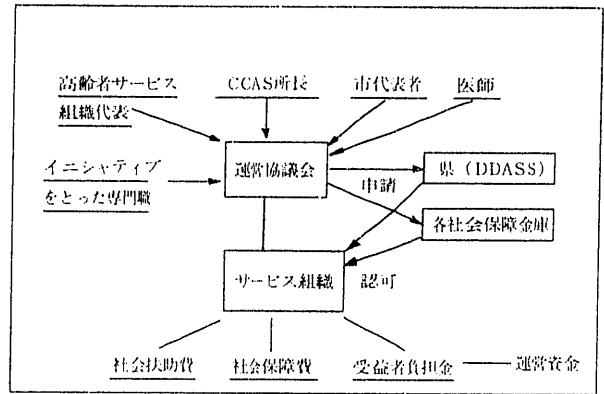 高齢者サービス
組織代表
CCAS所長
市代表者
医師
イニシャティブ
をとった専門職
運営協議会
申請
県（DDASS）
各社会保障金庫
サービス組織
認可
社会扶助費
社会保障費
受益者負担金
運営資金